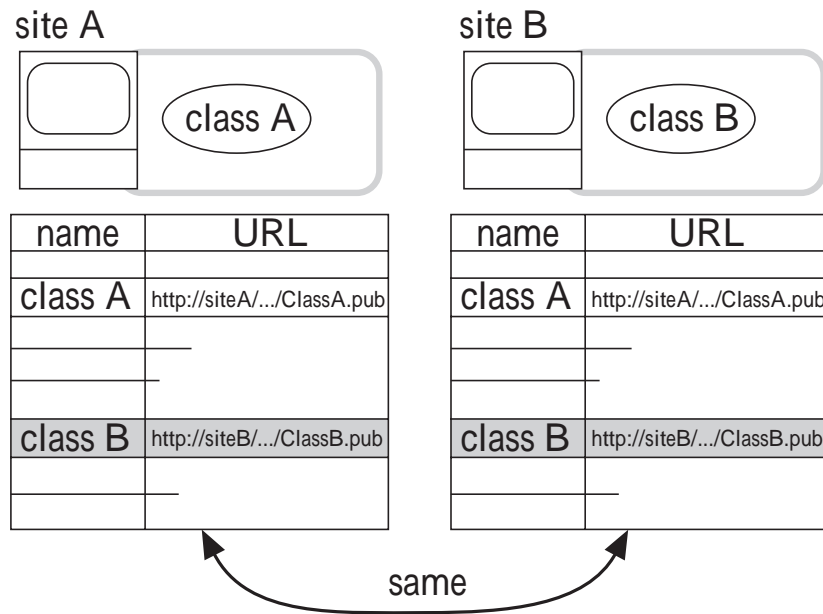 site A
class A
name URL
class A http://siteA/.../ClassA.pub
class B http://siteB/.../ClassB.pub
site B
class B
name URL
class A http://siteA/.../ClassA.pub
class B http://siteB/.../ClassB.pub
same